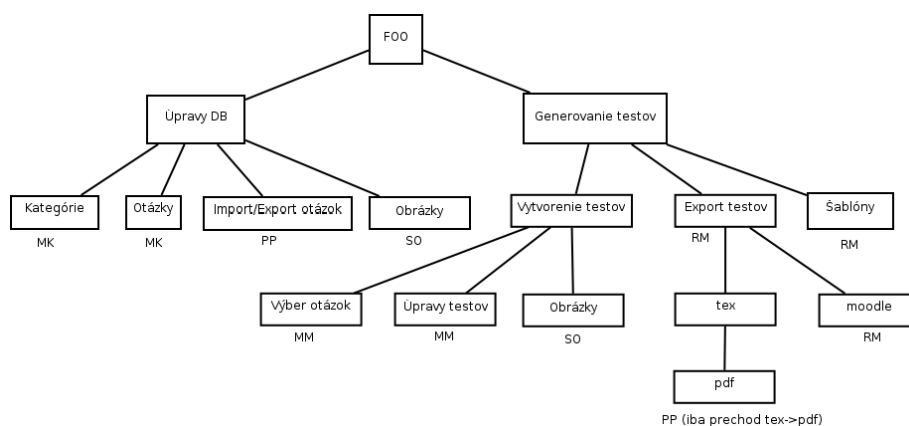 FOO
Úpravy DB
Generovanie testov
Kategórie
Otázky
Import/Export otázok
Obrázky
Vytvorenie testov
Export testov
Šablóny
MK
MK
PP
SO
RM
RM
Výber otázok
Úpravy testov
Obrázky
tex
moodle
MM
MM
SO
RM
pdf
PP (iba prechod tex->pdf)